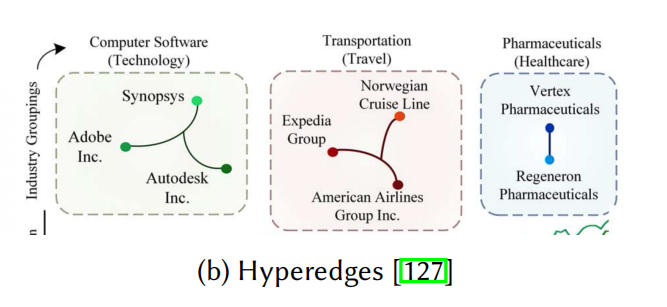 Industry Groupings
Computer Software
(Technology)
Synopsys
Adobe
Inc.
Autodesk
Inc.
Transportation
(Travel)
Norwegian
Cruise Line
Expedia
Group
American Airlines
Group Inc.
Pharmaceuticals
(Healthcare)
Vertex
Pharmaceuticals
Regeneron
Pharmaceuticals
(b) Hyperedges [127]